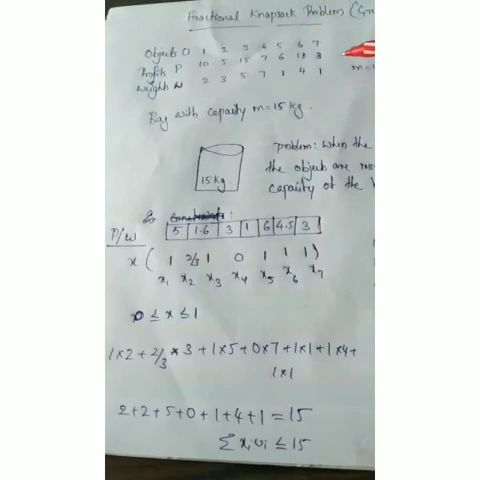 Fractional Knapsack Problem (Gr
Objects O 1 2 3 4 5 6 7
Profits P 10 5 15 7 6 18 3
Weights W 2 3 5 7 1 4 1
m=
Bag with capacity m=15 kg.
problem: when the
the object are mo
capacity of the
15 kg
constraints:
P/W 5 1.6 3 1 6 4.5 3
x ( 1 2/3 1 0 1 1 1 )
x₁ x₂ x₃ x₄ x₅ x₆ x₇
0 ≤ x ≤ 1
1×2 + 2/3 * 3 + 1×5 + 0×7 + 1×1 + 1×4 +
1×1
2+2+5+0+1+4+1 = 15
∑ xᵢwᵢ ≤ 15